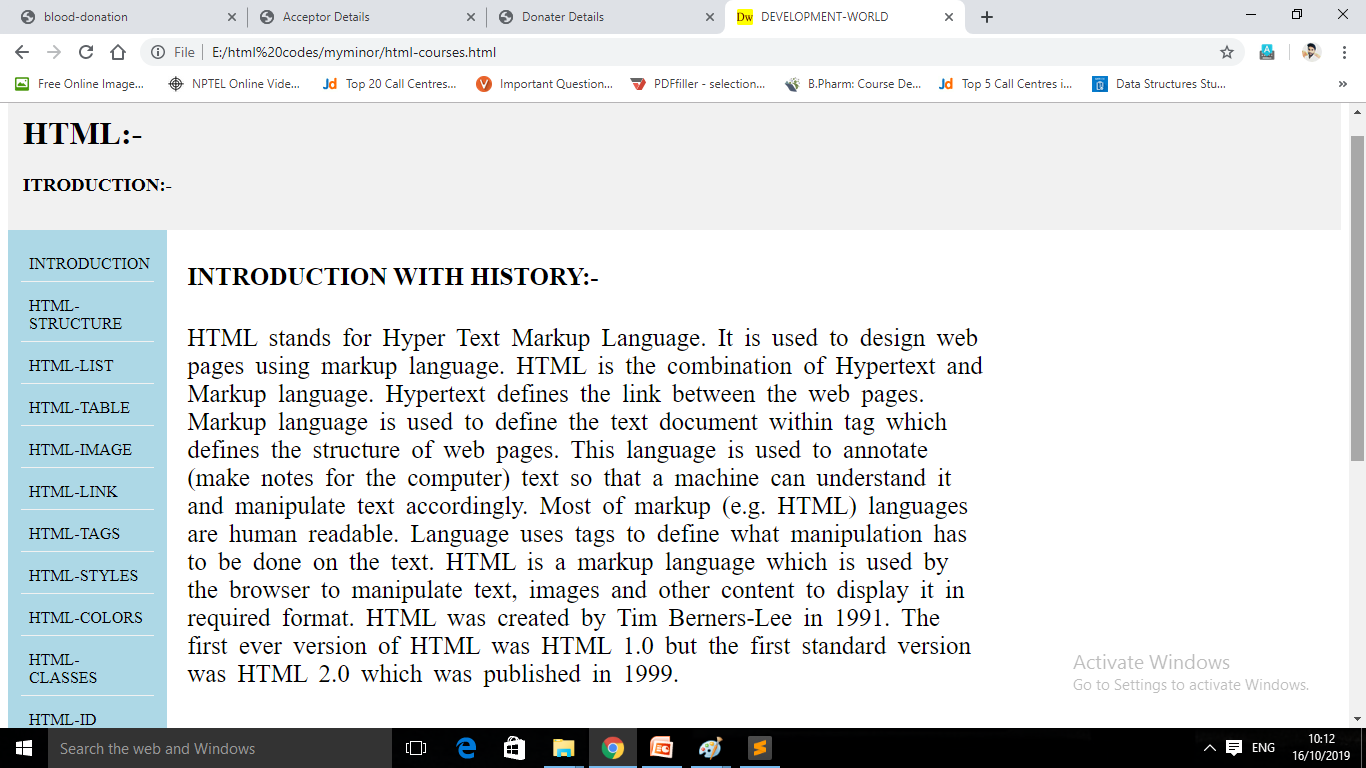 blood-donation
Acceptor Details
Donater Details
Dw DEVELOPMENT-WORLD
File E:/html%20codes/myminor/html-courses.html
Free Online Image...
NPTEL Online Vide...
Jd Top 20 Call Centres...
Important Question...
PDFfiller - selection...
B.Pharm: Course De...
Jd Top 5 Call Centres i...
Data Structures Stu...
HTML:-
ITRODUCTION:-
INTRODUCTION
HTML-
STRUCTURE
HTML-LIST
HTML-TABLE
HTML-IMAGE
HTML-LINK
HTML-TAGS
HTML-STYLES
HTML-COLORS
HTML-
CLASSES
HTML-ID
INTRODUCTION WITH HISTORY:-
HTML stands for Hyper Text Markup Language. It is used to design web
pages using markup language. HTML is the combination of Hypertext and
Markup language. Hypertext defines the link between the web pages.
Markup language is used to define the text document within tag which
defines the structure of web pages. This language is used to annotate
(make notes for the computer) text so that a machine can understand it
and manipulate text accordingly. Most of markup (e.g. HTML) languages
are human readable. Language uses tags to define what manipulation has
to be done on the text. HTML is a markup language which is used by
the browser to manipulate text, images and other content to display it in
required format. HTML was created by Tim Berners-Lee in 1991. The
first ever version of HTML was HTML 1.0 but the first standard version
was HTML 2.0 which was published in 1999.
Activate Windows
Go to Settings to activate Windows.
Search the web and Windows
ENG
10:12
16/10/2019